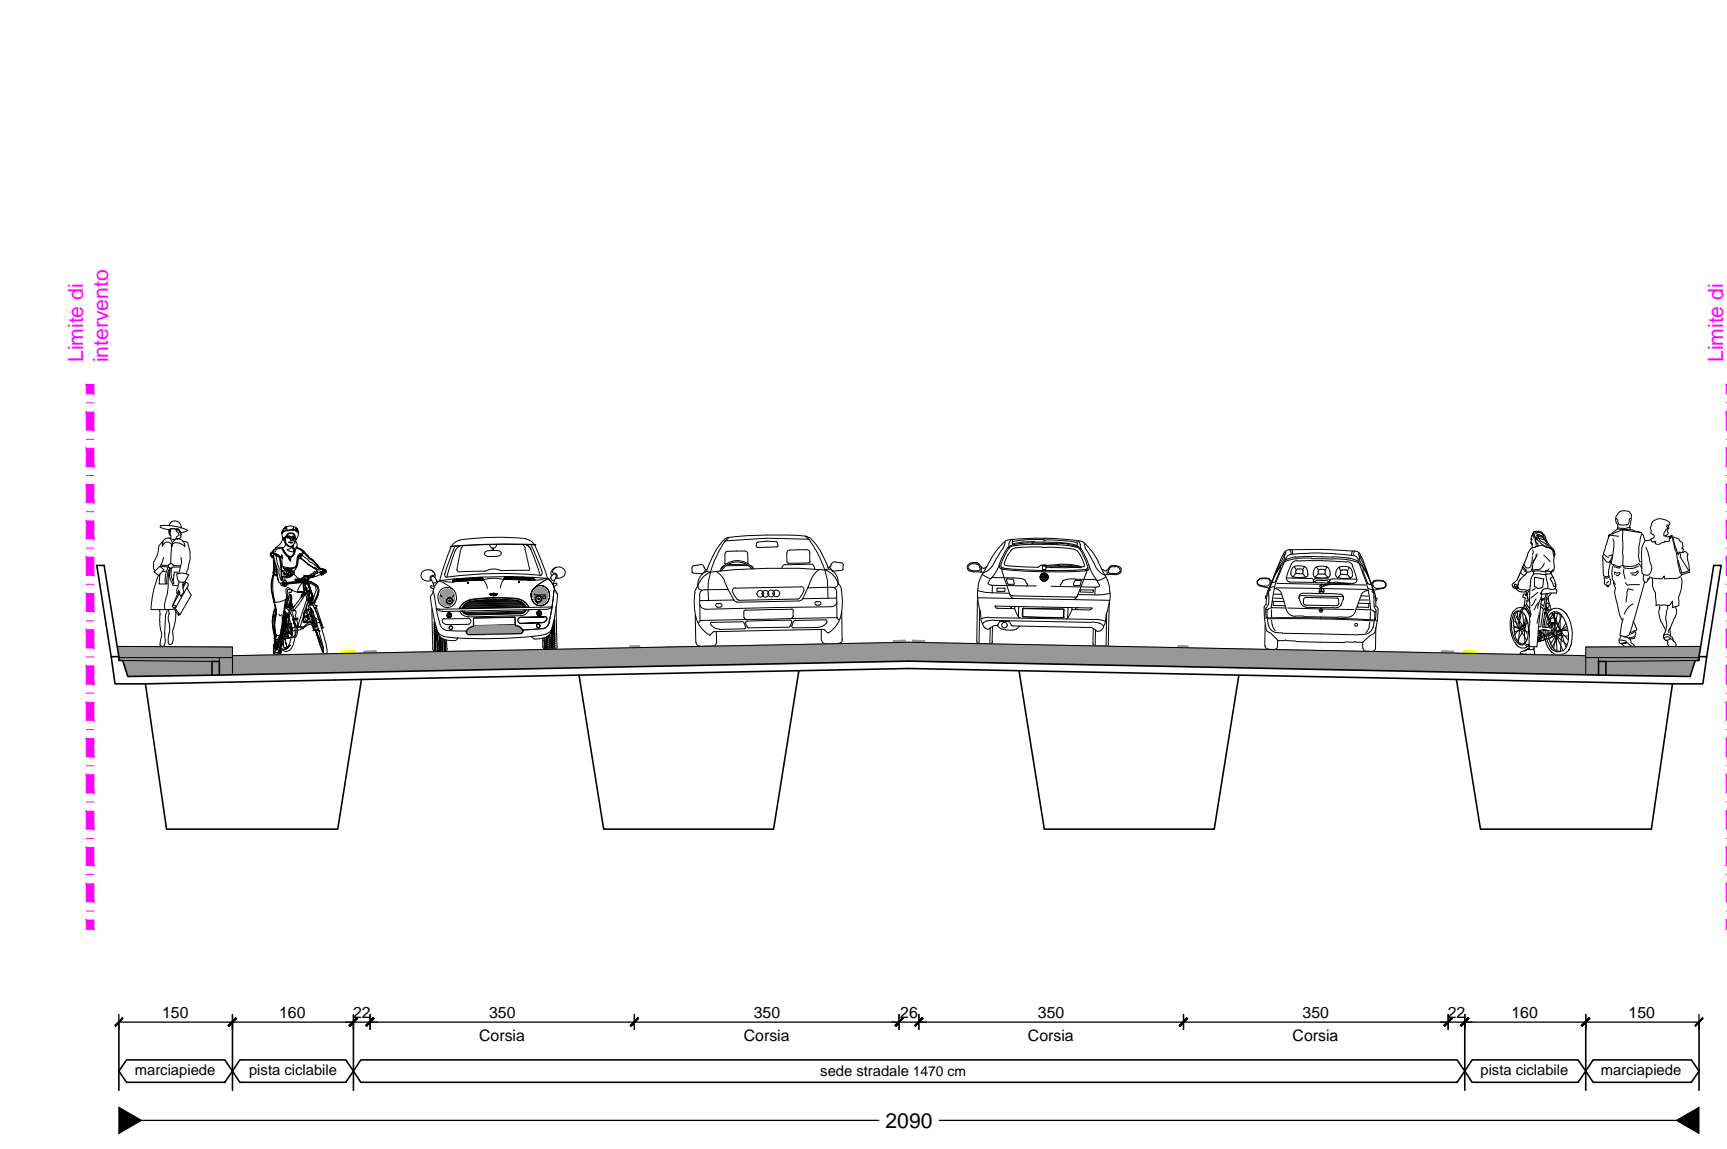 Limite di
intervento
Limite di
150 160 22 350 350 26 350 350 22 160 150
Corsia Corsia Corsia Corsia
marciapiede pista ciclabile sede stradale 1470 cm pista ciclabile marciapiede
2090